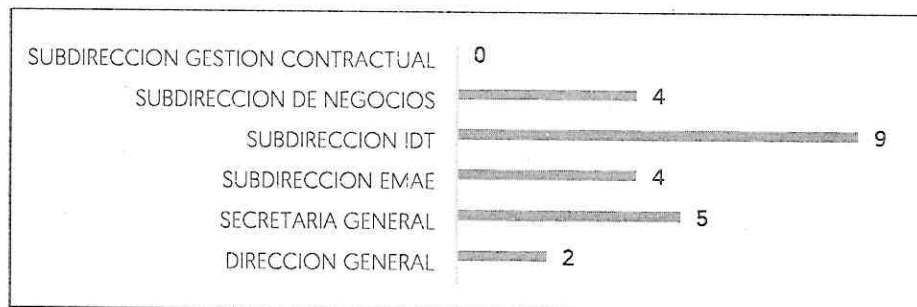 SUBDIRECCION GESTION CONTRACTUAL 0
SUBDIRECCION DE NEGOCIOS 4
SUBDIRECCION IDT 9
SUBDIRECCION EMAE 4
SECRETARIA GENERAL 5
DIRECCION GENERAL 2